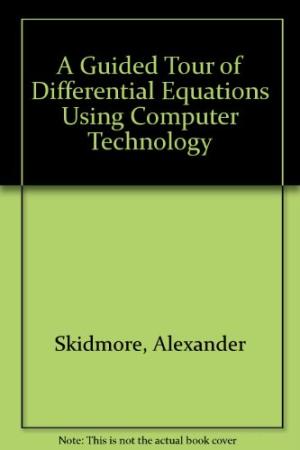 A Guided Tour of
Differential Equations
Using Computer
Technology
Skidmore, Alexander
Note: This is not the actual book cover